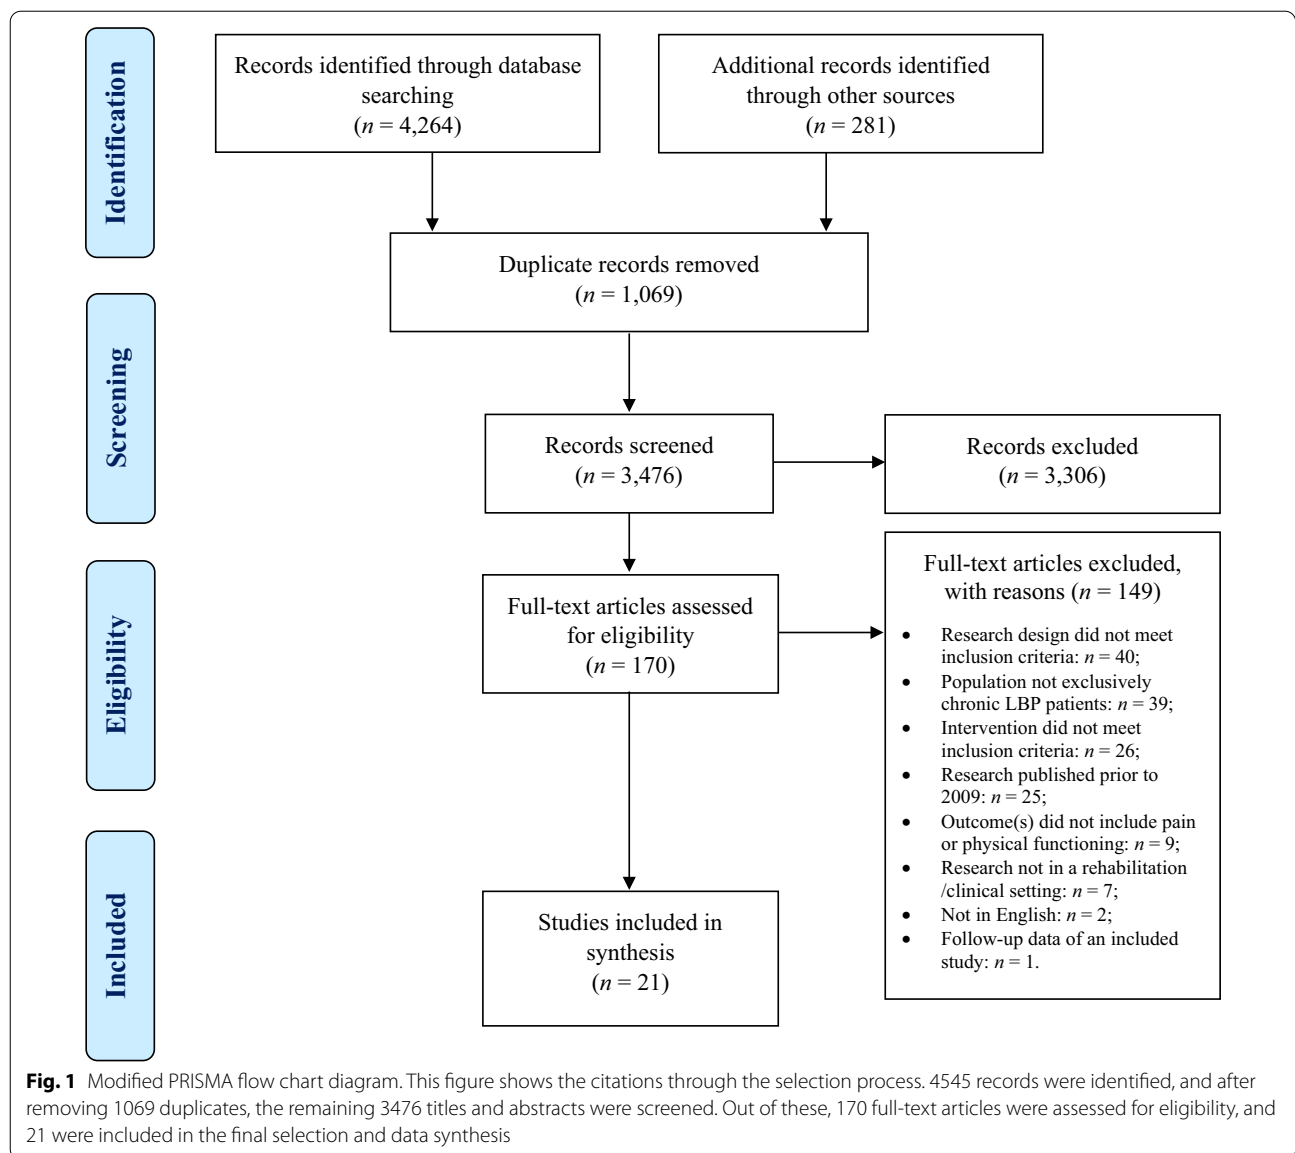 Identification
Records identified through database
searching
(n = 4,264)
Additional records identified
through other sources
(n = 281)
Duplicate records removed
(n = 1,069)
Screening
Records screened
(n = 3,476)
Records excluded
(n = 3,306)
Eligibility
Full-text articles assessed
for eligibility
(n = 170)
Full-text articles excluded,
with reasons (n = 149)
• Research design did not meet
inclusion criteria: n = 40;
• Population not exclusively
chronic LBP patients: n = 39;
• Intervention did not meet
inclusion criteria: n = 26;
• Research published prior to
2009: n = 25;
• Outcome(s) did not include pain
or physical functioning: n = 9;
• Research not in a rehabilitation
/clinical setting: n = 7;
• Not in English: n = 2;
• Follow-up data of an included
study: n = 1.
Included
Studies included in
synthesis
(n = 21)
Fig. 1 Modified PRISMA flow chart diagram. This figure shows the citations through the selection process. 4545 records were identified, and after
removing 1069 duplicates, the remaining 3476 titles and abstracts were screened. Out of these, 170 full-text articles were assessed for eligibility, and
21 were included in the final selection and data synthesis